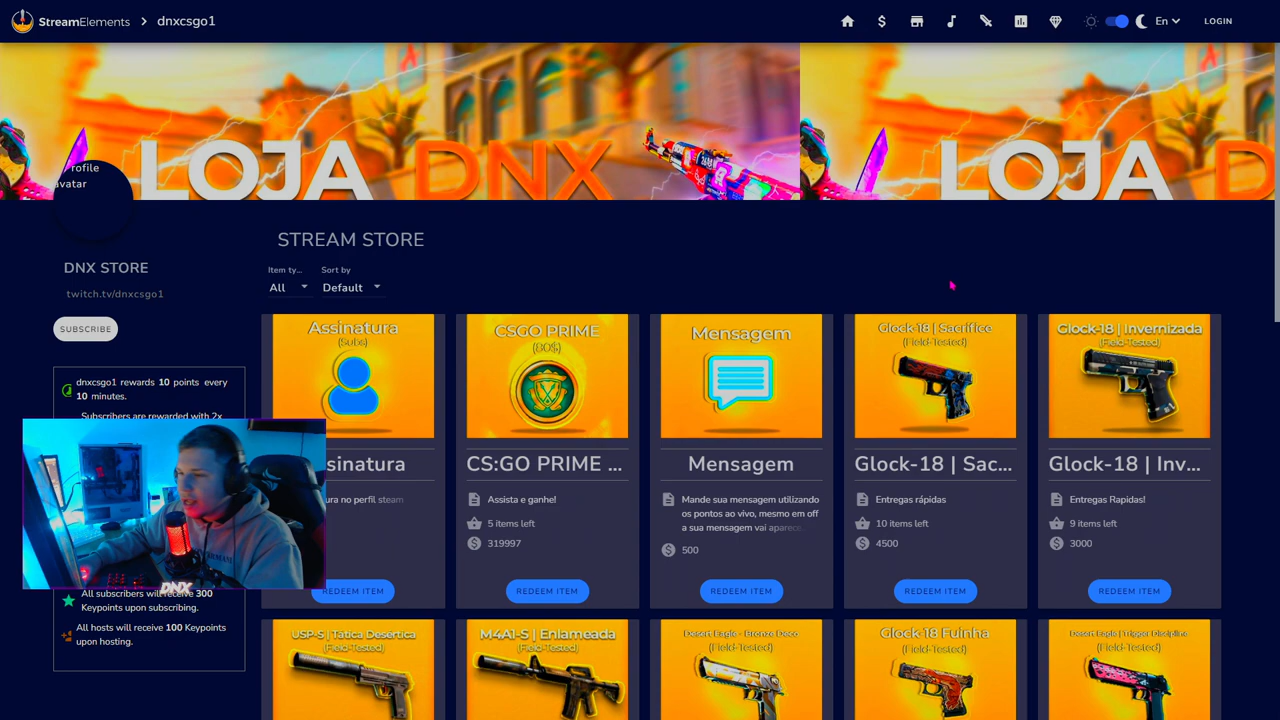 StreamElements
dnxcsgo1
En
LOGIN
LOJA DNX
LOJA D
rofile
avatar
STREAM STORE
DNX STORE
twitch.tv/dnxcsgo1
SUBSCRIBE
Item ty...
Sort by
All
Default
dnxcsgo1 rewards 10 points every
10 minutes.
Subscribers are rewarded with 2x
DNX
All subscribers will receive 300
Keypoints upon subscribing.
All hosts will receive 100 Keypoints
upon hosting.
Assinatura
(Subs)
sinatura
ura no perfil steam
REDEEM ITEM
CSGO PRIME
(80$)
CS:GO PRIME ...
Assista e ganhe!
5 items left
319997
REDEEM ITEM
Mensagem
Mensagem
Mande sua mensagem utilizando
os pontos ao vivo, mesmo em off
a sua mensagem vai aparece
500
REDEEM ITEM
Glock-18 | Sacrifice
(Field-Tested)
Glock-18 | Sac...
Entregas rápidas
10 items left
4500
REDEEM ITEM
Glock-18 | Invernizada
(Field-Tested)
Glock-18 | Inv...
Entregas Rapidas!
9 items left
3000
REDEEM ITEM
USP-S | Tatica Desértica
(Field-Tested)
M4A1-S | Enlameada
(Field-Tested)
Desert Eagle - Bronze Deco
(Field-Tested)
Glock-18 Fuinha
(Field-Tested)
Desert Eagle | Trigger Discipline
(Field-Tested)